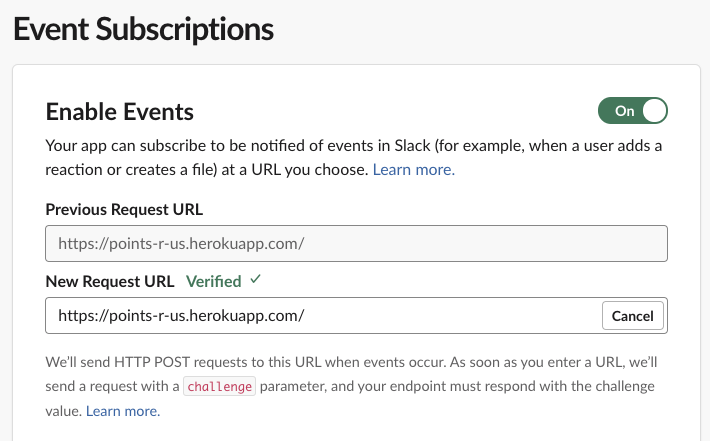 Event Subscriptions
Enable Events
On
Your app can subscribe to be notified of events in Slack (for example, when a user adds a
reaction or creates a file) at a URL you choose. Learn more.
Previous Request URL
https://points-r-us.herokuapp.com/
New Request URL Verified ✓
https://points-r-us.herokuapp.com/
Cancel
We’ll send HTTP POST requests to this URL when events occur. As soon as you enter a URL, we’ll
send a request with a challenge parameter, and your endpoint must respond with the challenge
value. Learn more.